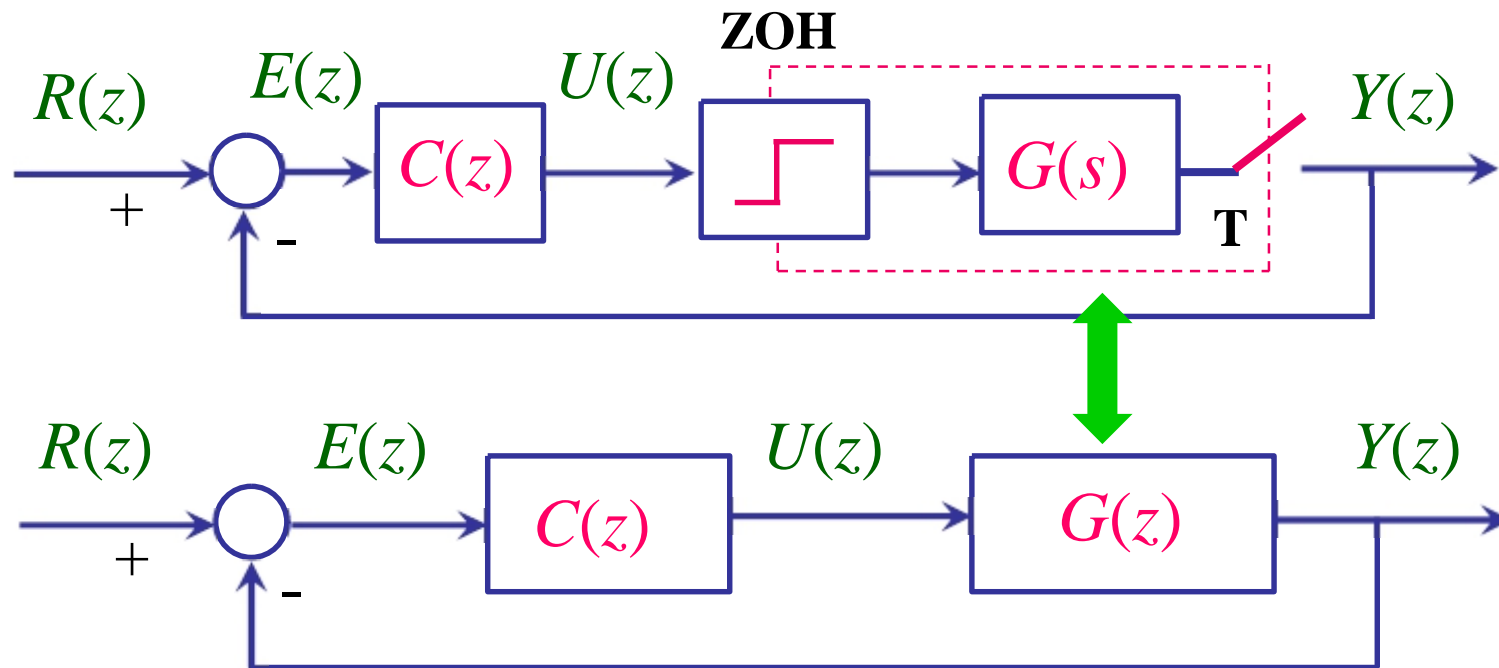 ZOH
R(z) E(z) U(z) Y(z)
C(z) G(s)
+ - T
R(z) E(z) U(z) Y(z)
C(z) G(z)
+ -